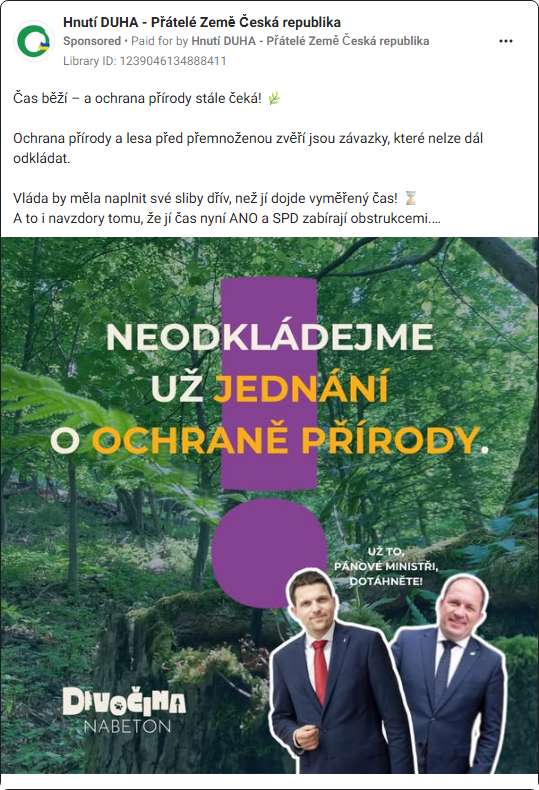 Hnutí DUHA - Přátelé Země Česká republika
Sponsored • Paid for by Hnutí DUHA - Přátelé Země Česká republika
Library ID: 1239046134888411
Čas běží – a ochrana přírody stále čeká! 🌿
Ochrana přírody a lesa před přemnoženou zvěří jsou závazky, které nelze dál
odkládat.
Vláda by měla naplnit své sliby dřív, než jí dojde vyměřený čas! ⏳
A to i navzdory tomu, že jí čas nyní ANO a SPD zabírají obstrukcemi.…
NEODKLÁDEJME
UŽ JEDNÁNÍ
O OCHRANĚ PŘÍRODY.
UŽ TO,
PÁNOVÉ MINISTŘI,
DOTÁHNĚTE!
DIVOČINA
NABETON